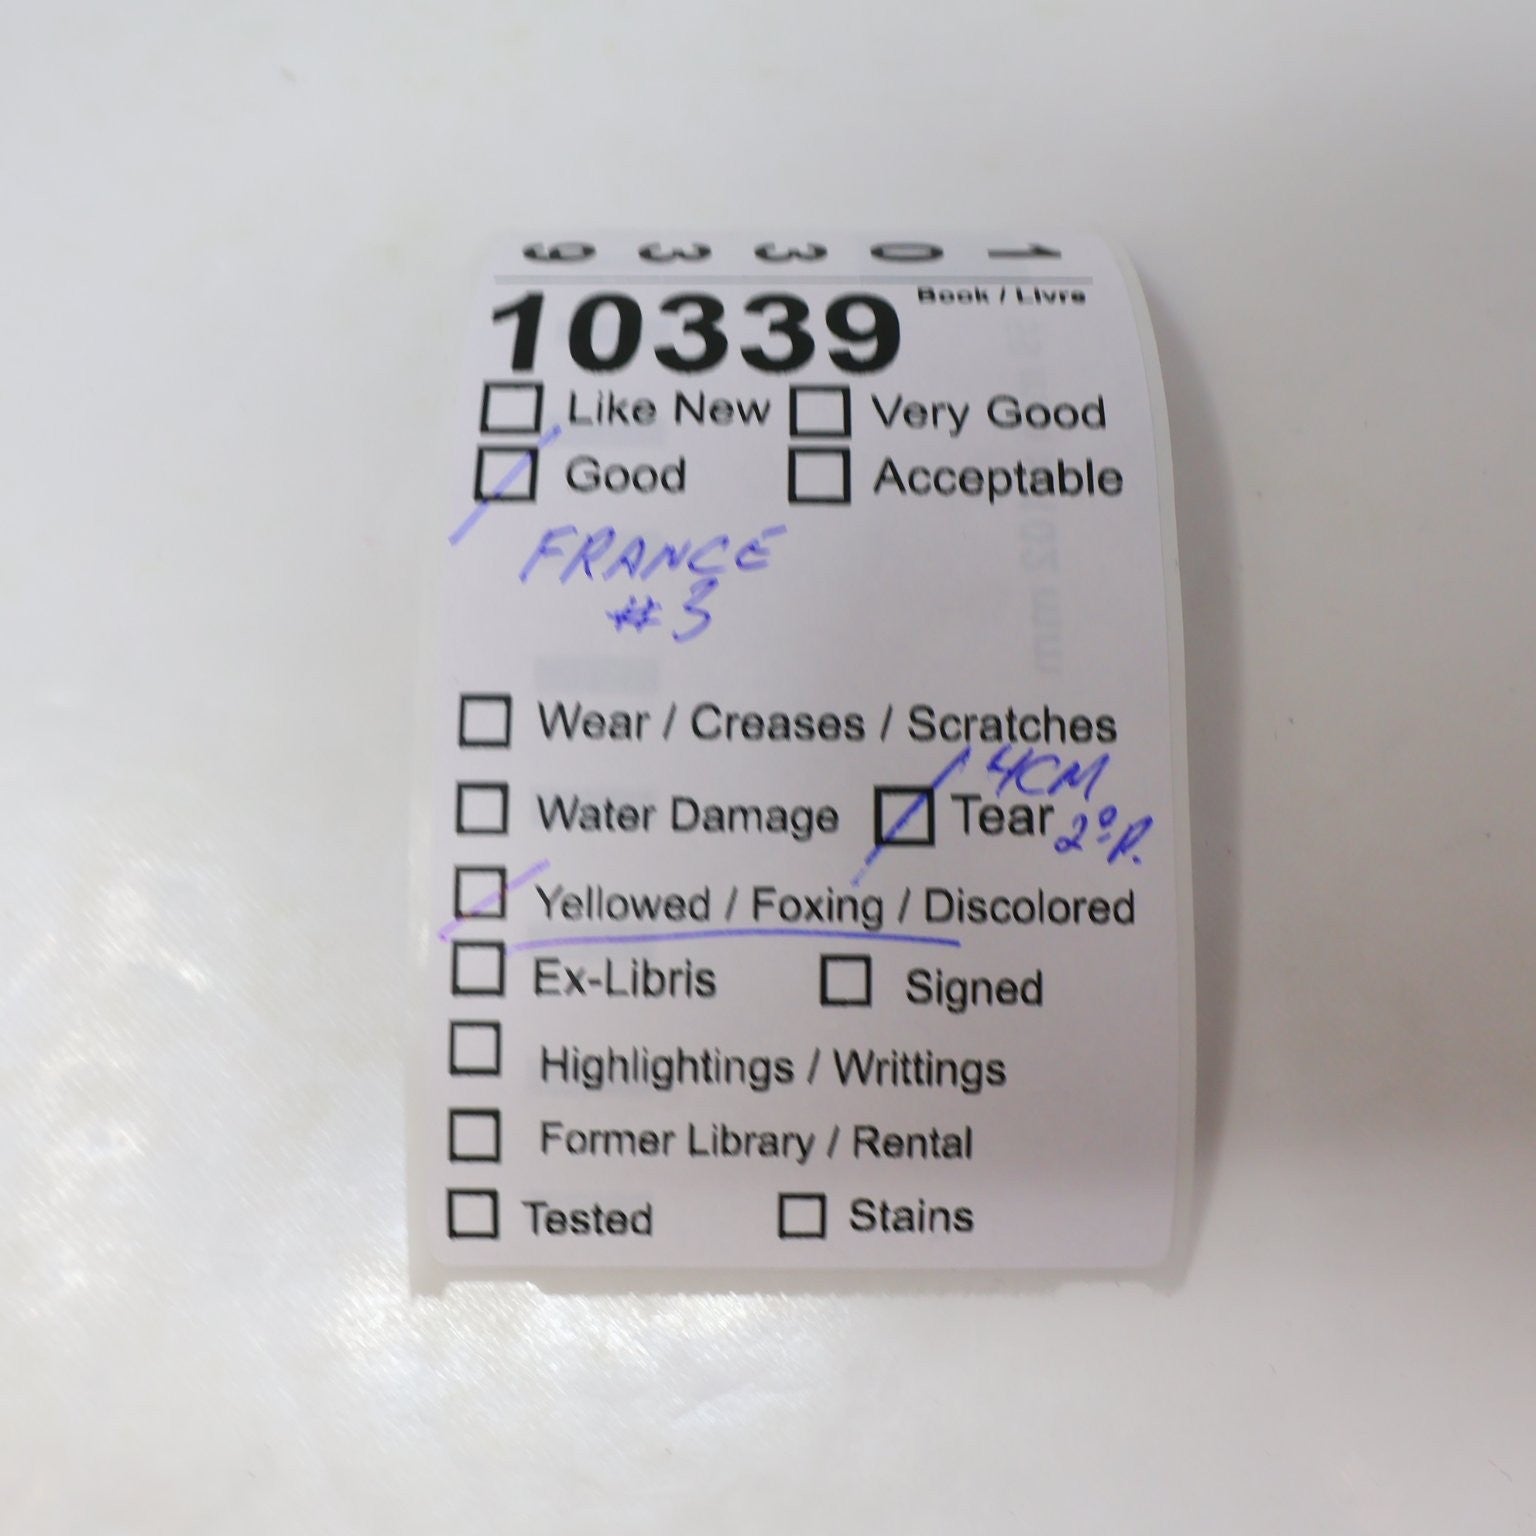 10339
Book / Livre
10339
Like New Very Good
Good Acceptable
FRANCE
#3
Wear / Creases / Scratches
4CM
Water Damage Tear
2º P.
Yellowed / Foxing / Discolored
Ex-Libris Signed
Highlightings / Writtings
Former Library / Rental
Tested Stains